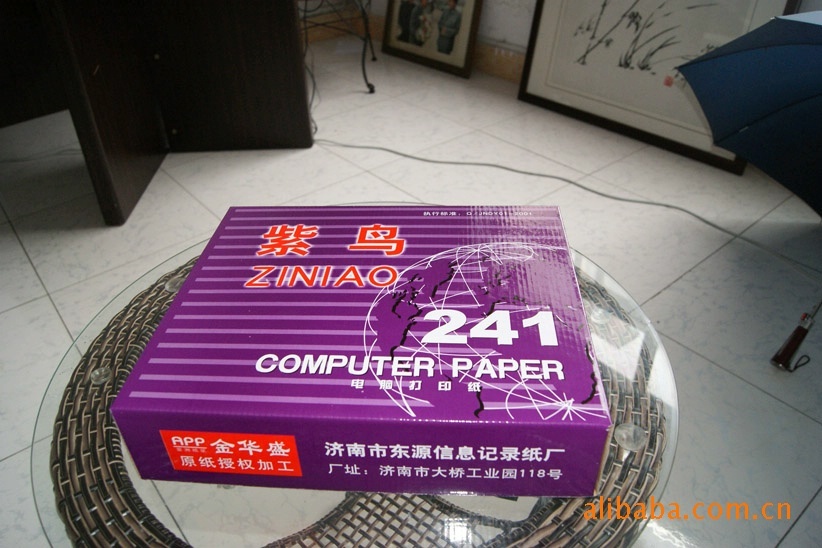 紫鸟
ZINIAO
241
COMPUTER PAPER
电脑打印纸
APP 金华盛
原纸授权加工
济南市东源信息记录纸厂
厂址：济南市大桥工业园118号
alibaba.com.cn